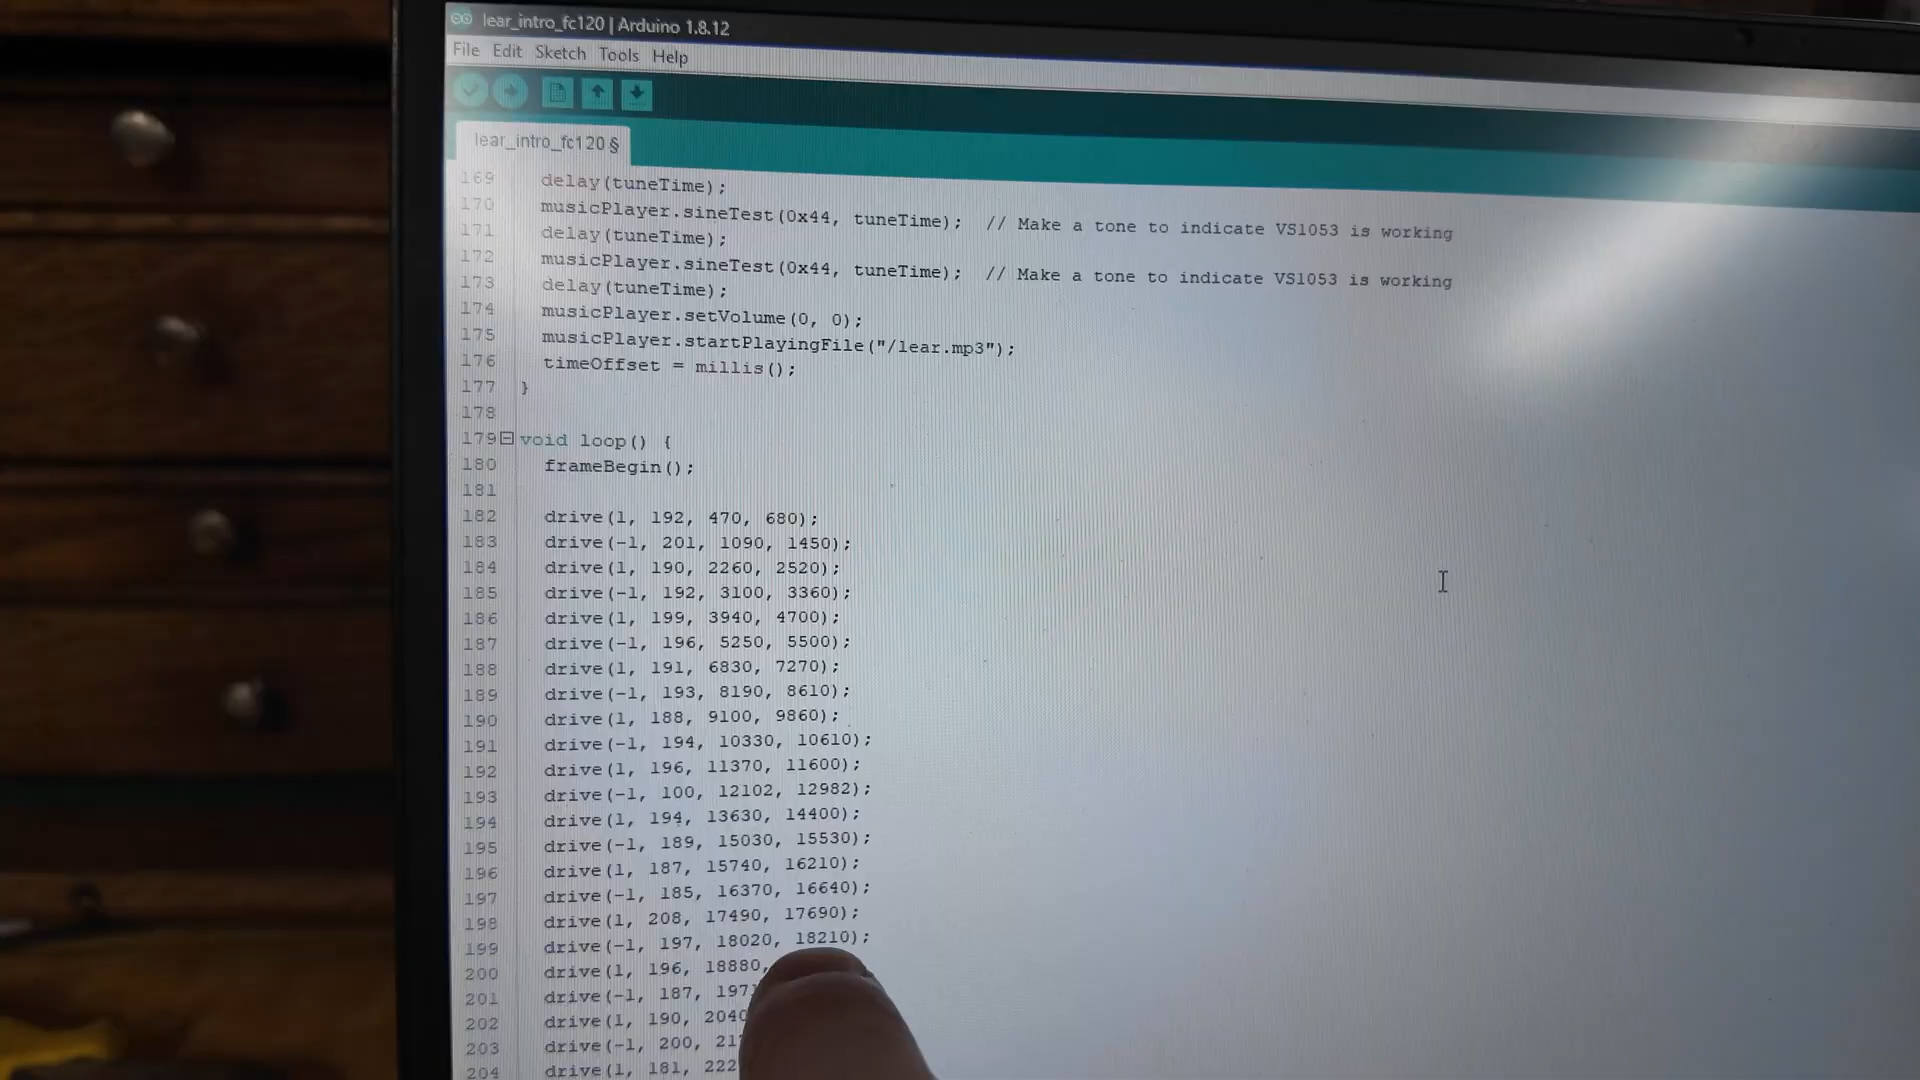 lear_intro_fc120 | Arduino 1.8.12
File Edit Sketch Tools Help
lear_intro_fc120 §
169 delay(tuneTime);
170 musicPlayer.sineTest(0x44, tuneTime); // Make a tone to indicate VS1053 is working
171 delay(tuneTime);
172 musicPlayer.sineTest(0x44, tuneTime); // Make a tone to indicate VS1053 is working
173 delay(tuneTime);
174 musicPlayer.setVolume(0, 0);
175 musicPlayer.startPlayingFile("/lear.mp3");
176 timeOffset = millis();
177 }
178
179 void loop() {
180 frameBegin();
181
182 drive(1, 192, 470, 680);
183 drive(-1, 201, 1090, 1450);
184 drive(1, 190, 2260, 2520);
185 drive(-1, 192, 3100, 3360);
186 drive(1, 199, 3940, 4700);
187 drive(-1, 196, 5250, 5500);
188 drive(1, 191, 6830, 7270);
189 drive(-1, 193, 8190, 8610);
190 drive(1, 188, 9100, 9860);
191 drive(-1, 194, 10330, 10610);
192 drive(1, 196, 11370, 11600);
193 drive(-1, 100, 12102, 12982);
194 drive(1, 194, 13630, 14400);
195 drive(-1, 189, 15030, 15530);
196 drive(1, 187, 15740, 16210);
197 drive(-1, 185, 16370, 16640);
198 drive(1, 208, 17490, 17690);
199 drive(-1, 197, 18020, 18210);
200 drive(1, 196, 18880,
201 drive(-1, 187,
202 drive(1, 190,
203 drive(-1, 200,
204 drive(1, 181,